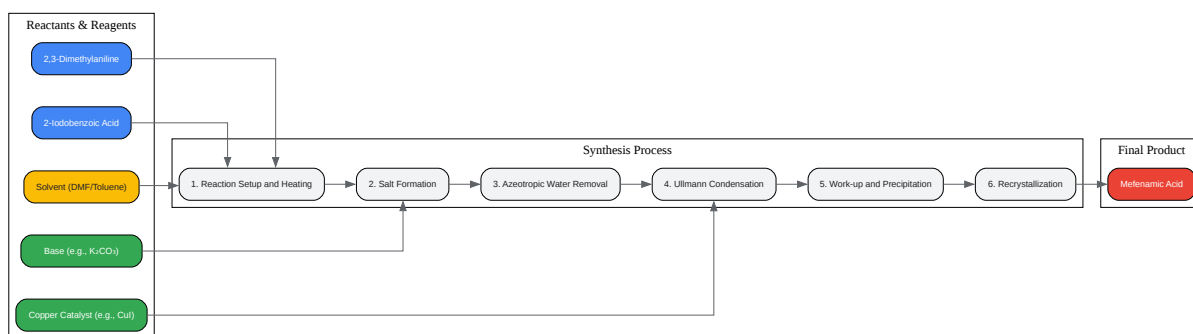 Reactants & Reagents
2,3-Dimethylaniline
2-Iodobenzoic Acid
Solvent (DMF/Toluene)
Base (e.g., K₂CO₃)
Copper Catalyst (e.g., CuI)
Synthesis Process
1. Reaction Setup and Heating
2. Salt Formation
3. Azeotropic Water Removal
4. Ullmann Condensation
5. Work-up and Precipitation
6. Recrystallization
Final Product
Mefenamic Acid